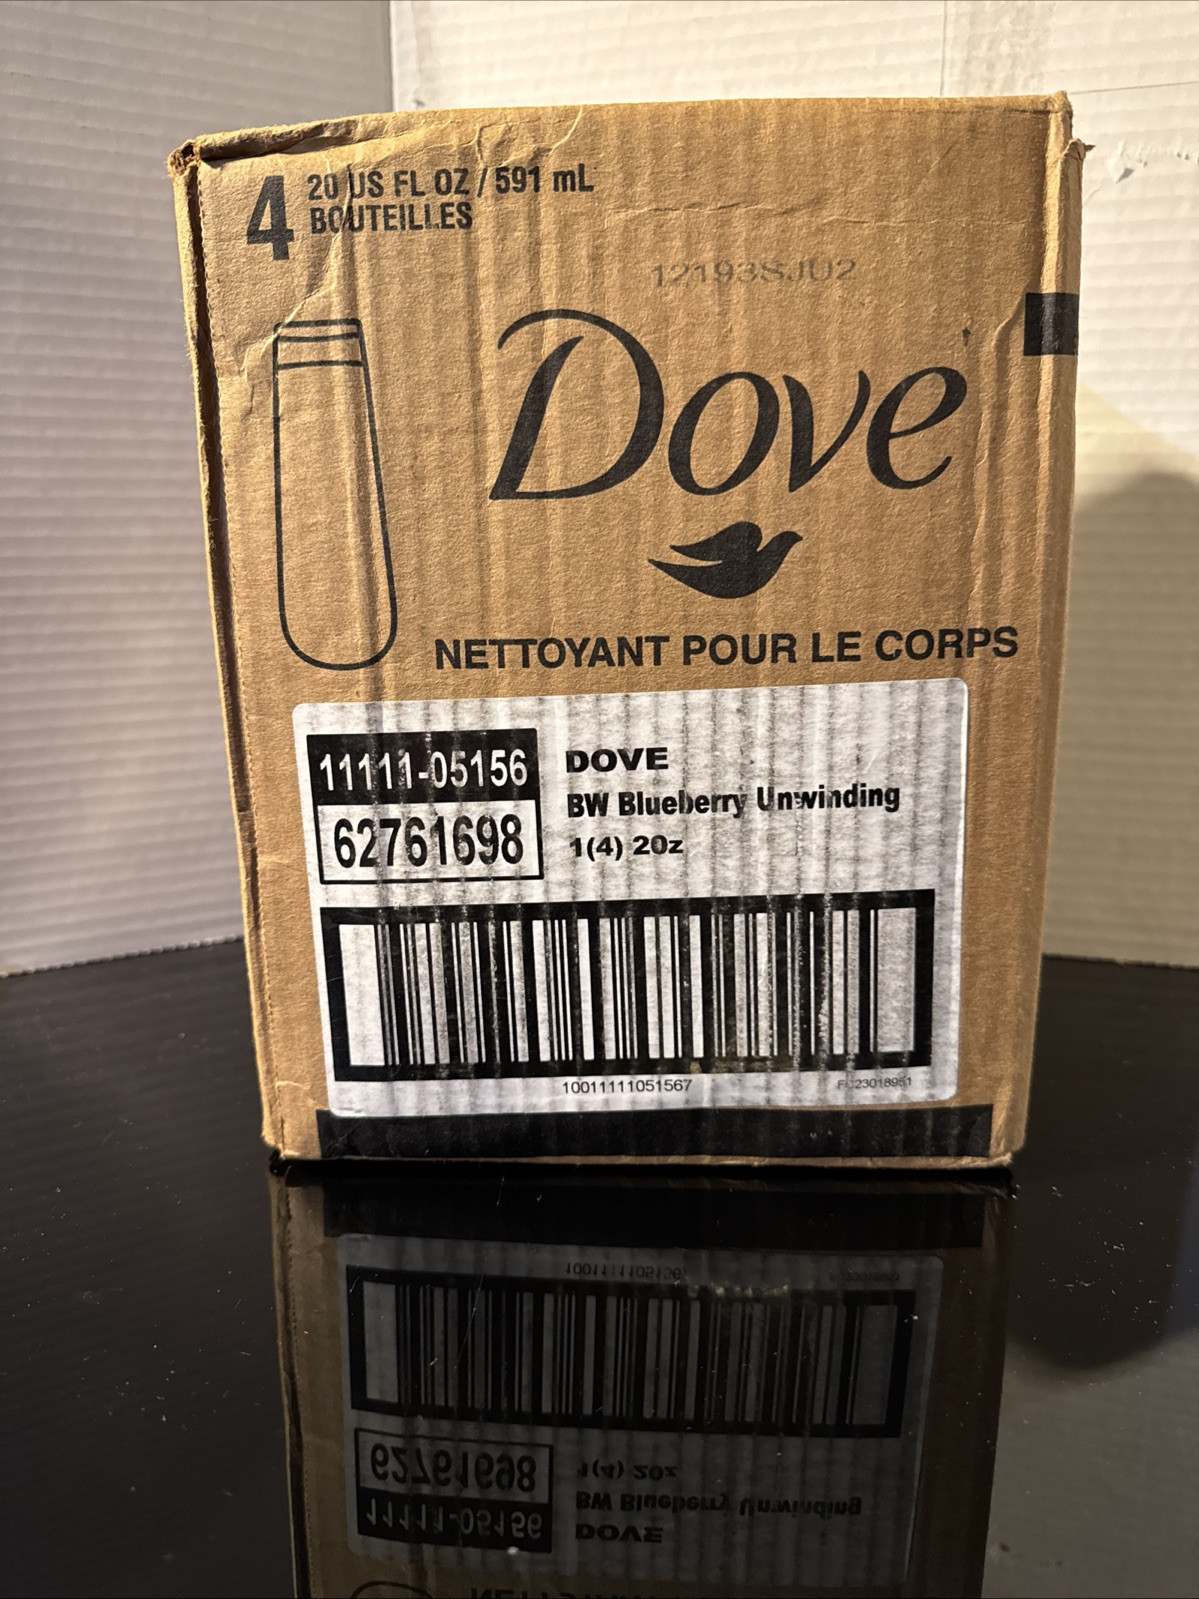 4
20 US FL OZ / 591 mL
BOUTEILLES
12193SJU2
Dove
NETTOYANT POUR LE CORPS
11111-05156
62761698
DOVE
BW Blueberry Unwinding
1(4) 20z
10011111051567